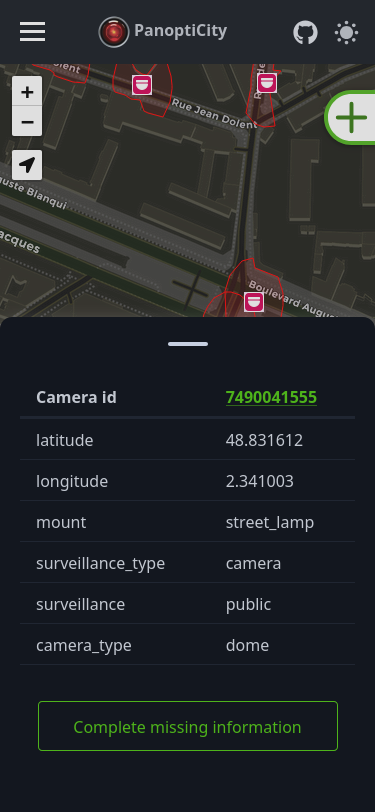 PanoptiCity
olent
Rue Jean Dolent
+
−
uste Blanqui
acques
Boulevard Augus
Camera id 7490041555
latitude 48.831612
longitude 2.341003
mount street_lamp
surveillance_type camera
surveillance public
camera_type dome
Complete missing information